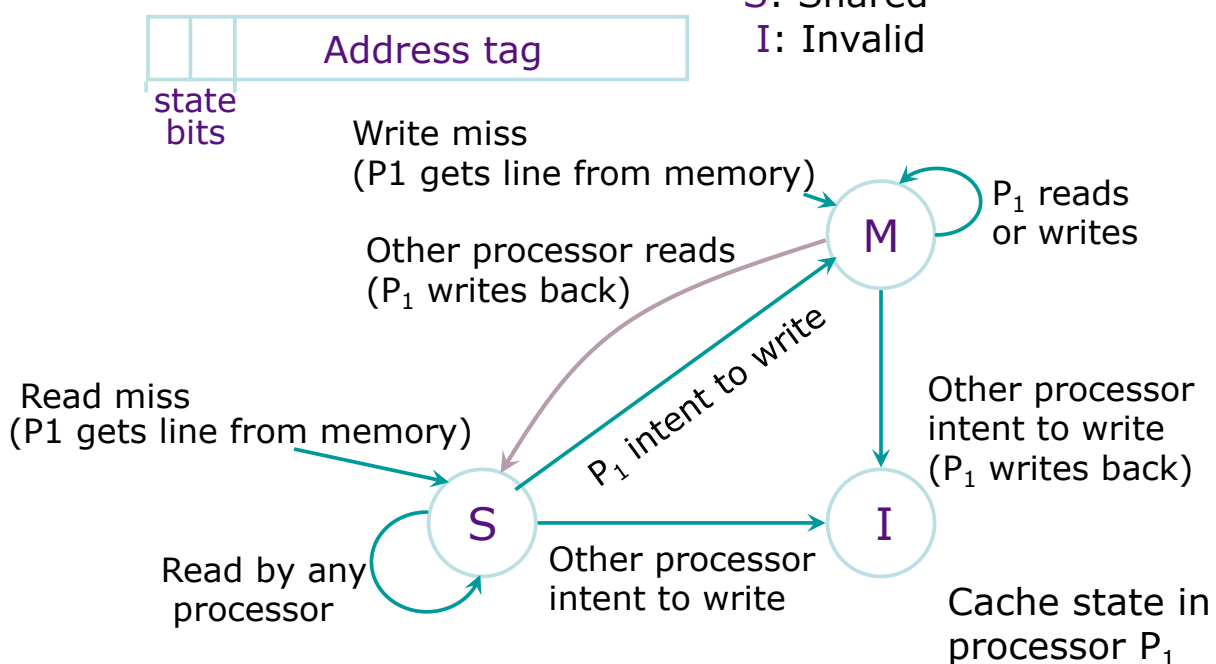 S: Shared
I: Invalid
Address tag
state
bits
Write miss
(P1 gets line from memory)
M
P₁ reads
or writes
Other processor reads
(P₁ writes back)
P₁ intent to write
Read miss
(P1 gets line from memory)
Other processor
intent to write
(P₁ writes back)
S
I
Read by any
processor
Other processor
intent to write
Cache state in
processor P₁